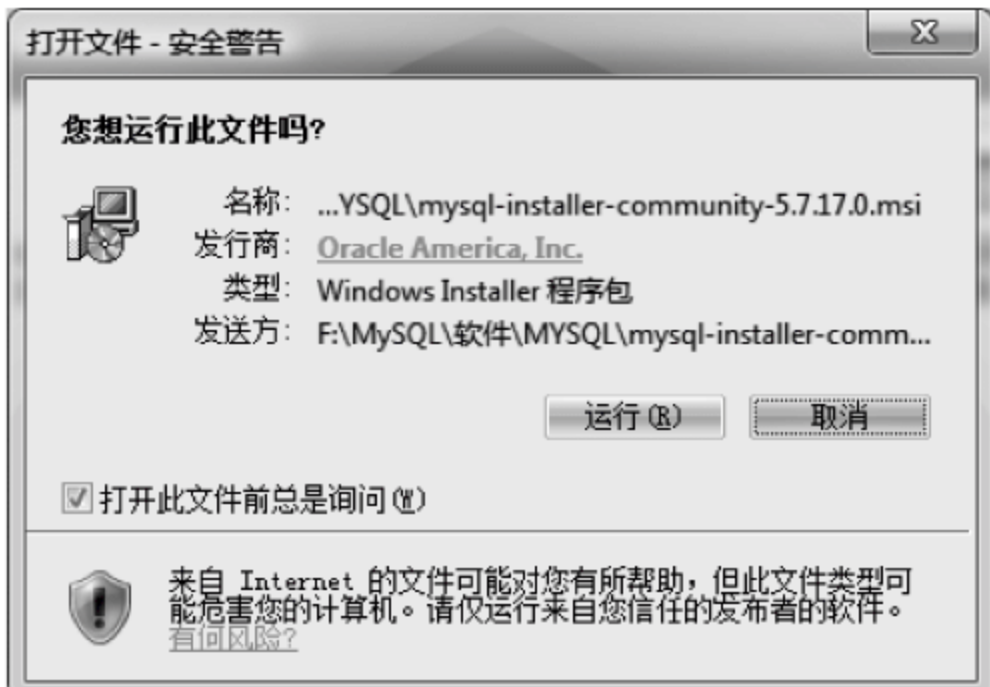 打开文件 - 安全警告
您想运行此文件吗?
名称: ...YSQL\mysql-installer-community-5.7.17.0.msi
发行商: Oracle America, Inc.
类型: Windows Installer 程序包
发送方: F:\MySQL\软件\MYSQL\mysql-installer-comm...
运行(R) 取消
打开此文件前总是询问(W)
来自 Internet 的文件可能对您有所帮助，但此文件类型可
能危害您的计算机。请仅运行来自您信任的发布者的软件。
有何风险?